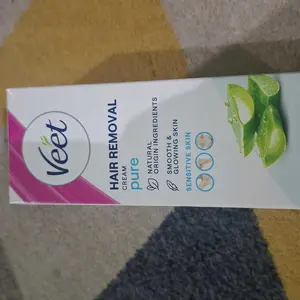 Veet
HAIR REMOVAL
CREAM
pure
NATURAL
ORIGIN INGREDIENTS
SMOOTH &
GLOWING SKIN
SENSITIVE SKIN